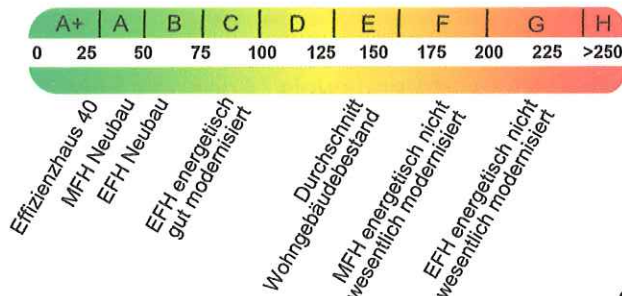 A+ A B C D E F G H
0 25 50 75 100 125 150 175 200 225 >250
Effizienzhaus 40
MFH Neubau
EFH Neubau
EFH energetisch
gut modernisiert
Durchschnitt
Wohngebäudebestand
MFH energetisch nicht
wesentlich modernisiert
EFH energetisch nicht
wesentlich modernisiert